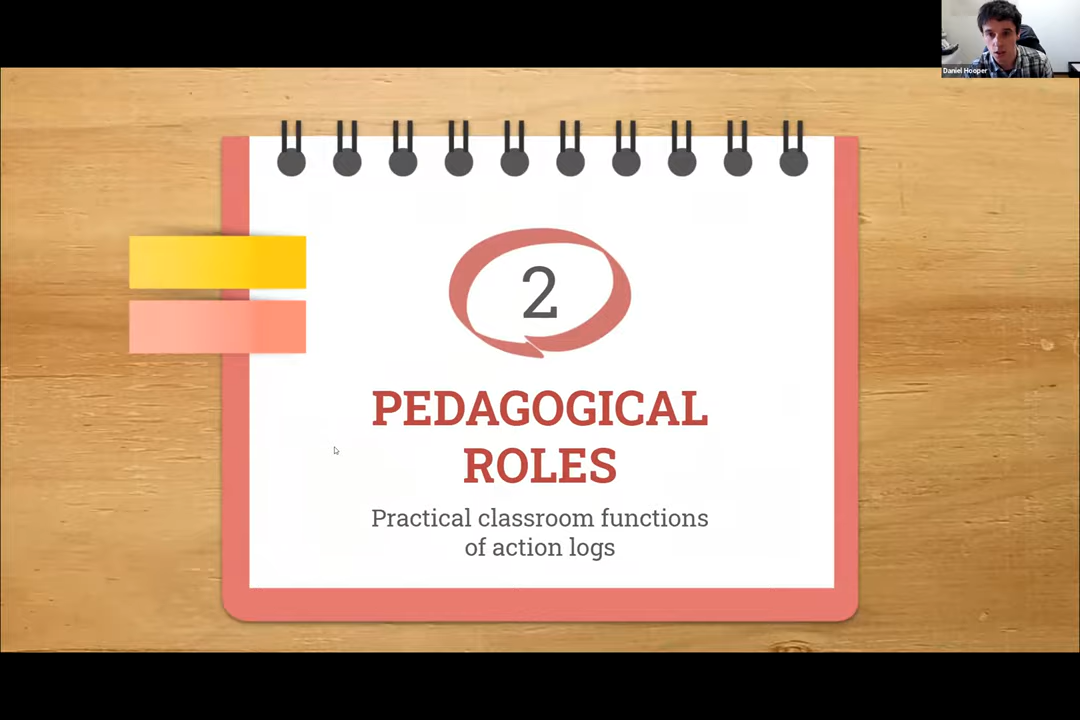 Daniel Hooper
2
PEDAGOGICAL
ROLES
Practical classroom functions
of action logs